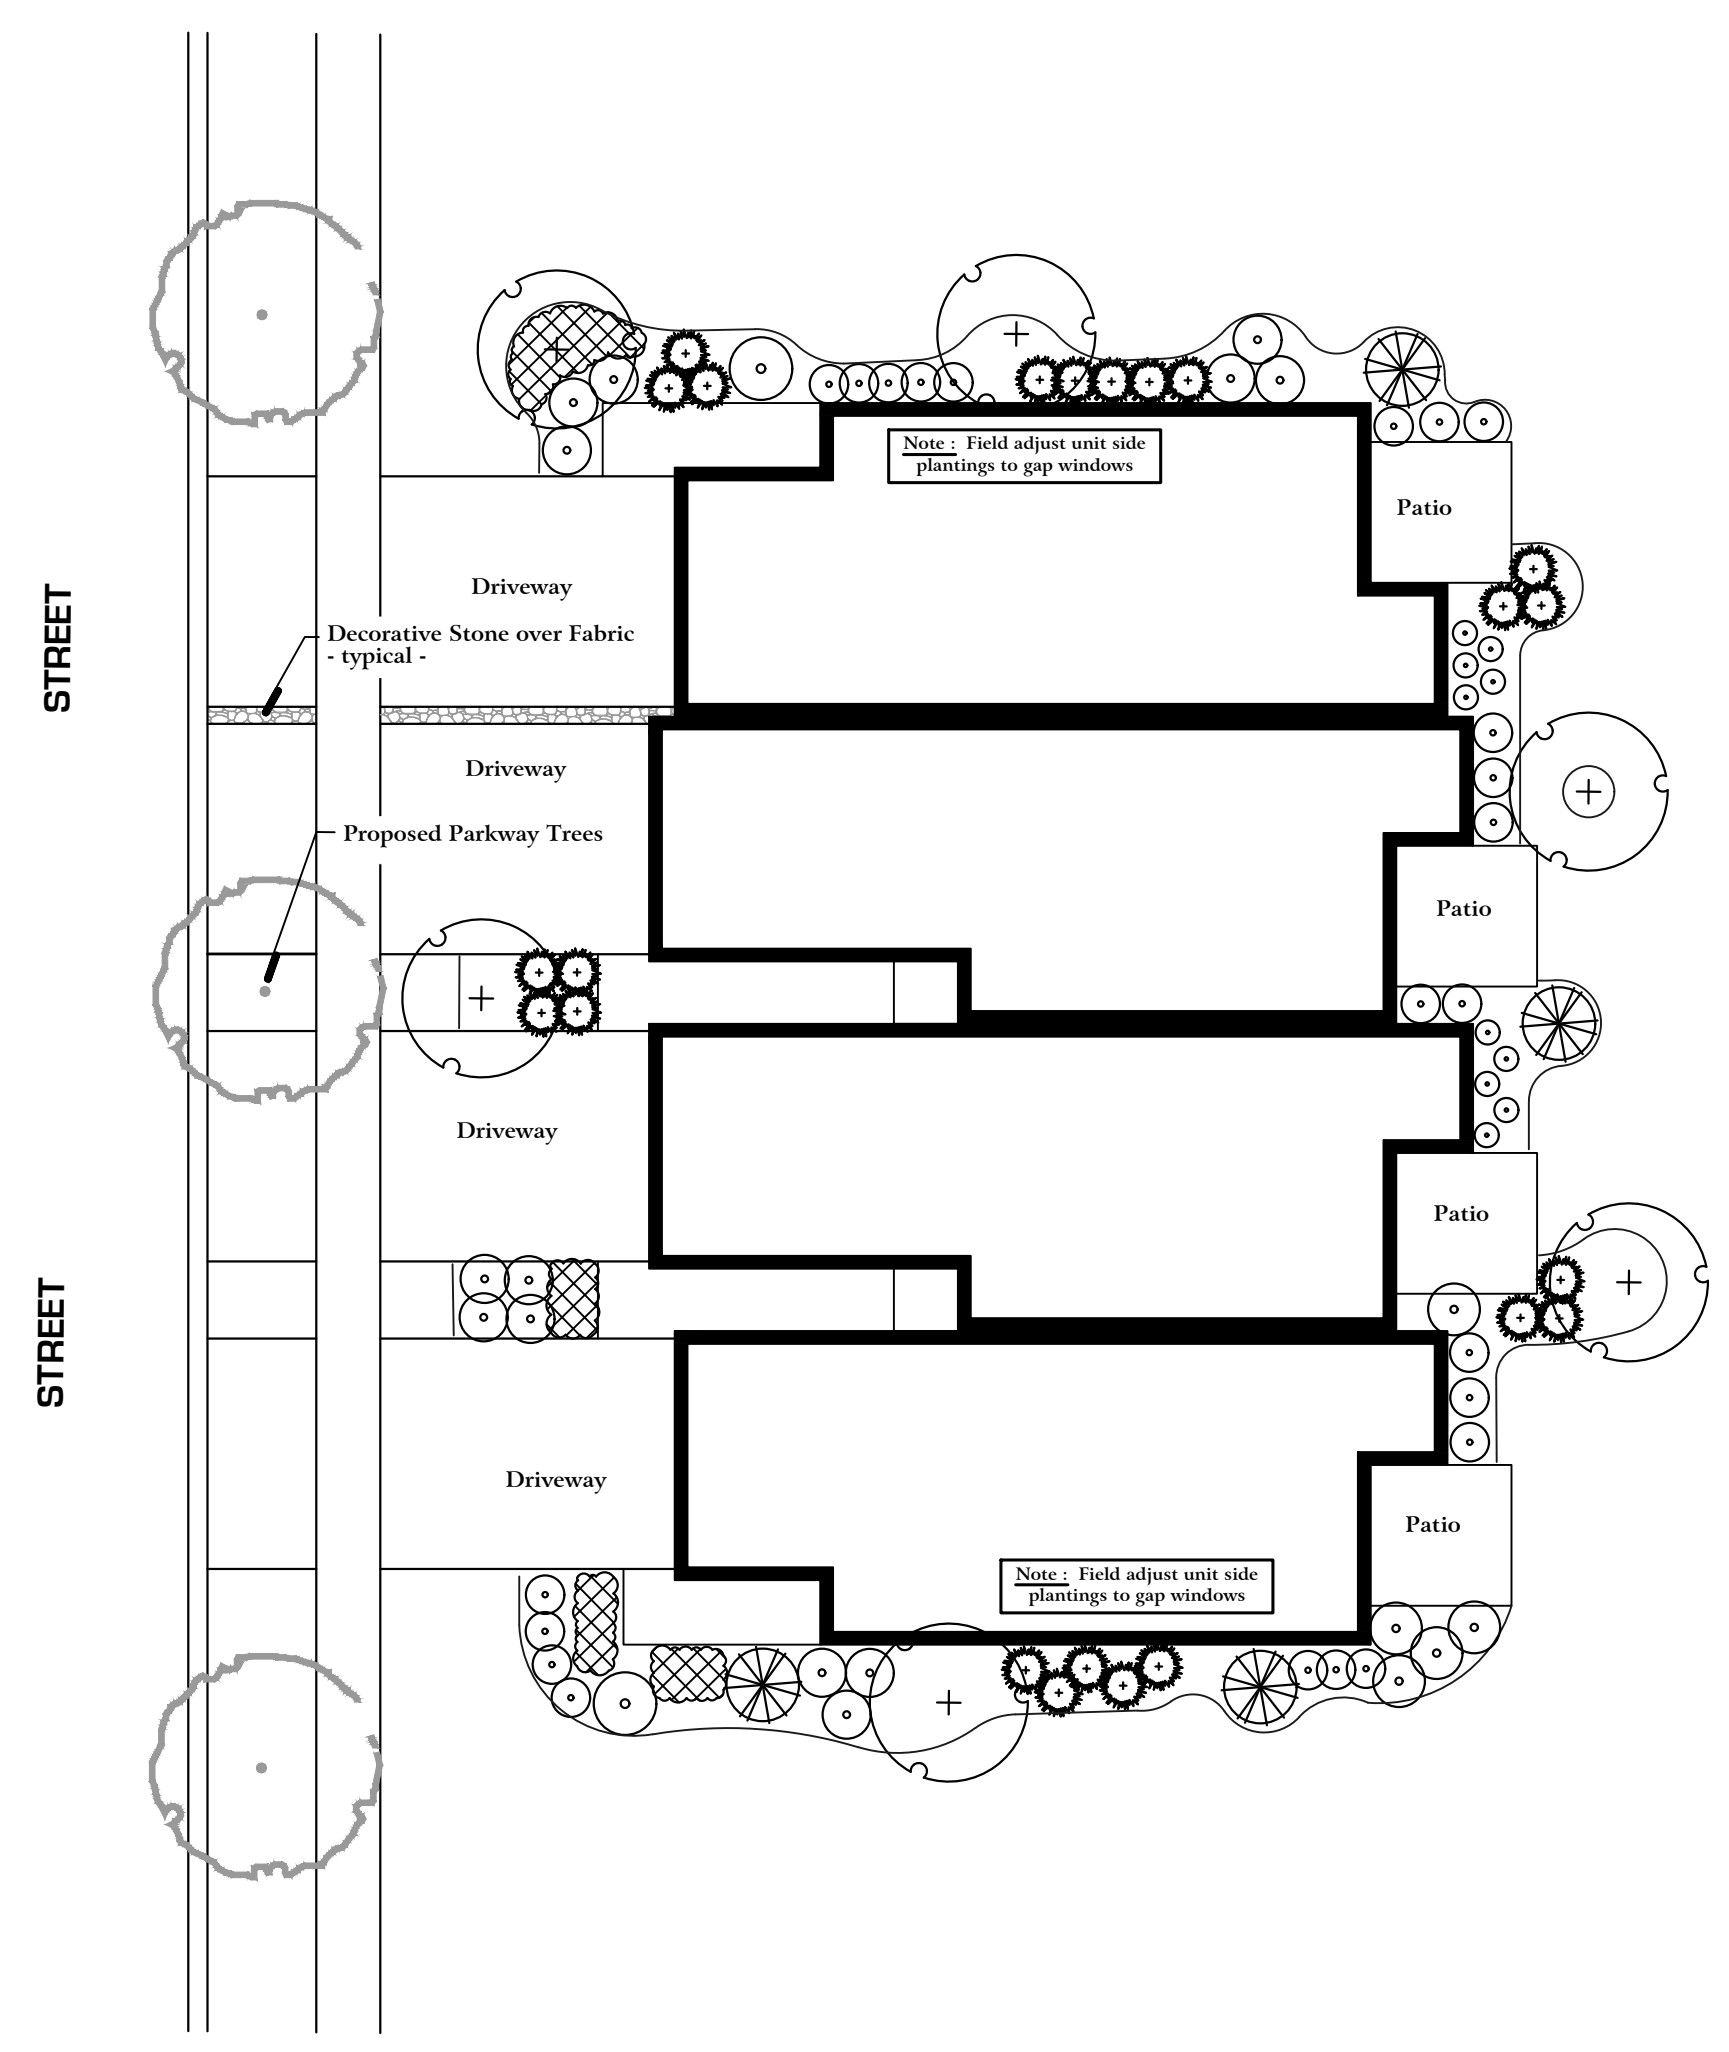 Note : Field adjust unit side
plantings to gap windows
Patio
Driveway
STREET
Decorative Stone over Fabric
- typical -
Driveway
Proposed Parkway Trees
Patio
Driveway
Patio
STREET
Driveway
Patio
Note : Field adjust unit side
plantings to gap windows